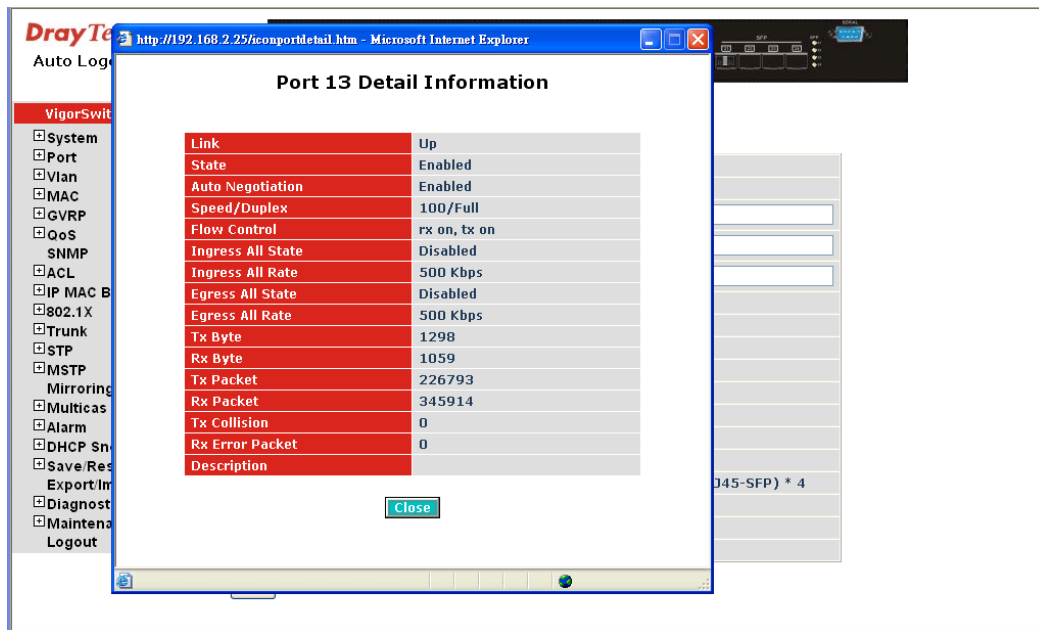 Dray Te
Auto Logo
http://192.168.2.25/iconportdetail.htm - Microsoft Internet Explorer
SFP
SERIAL
VigorSwit
System
Port
Vlan
MAC
GVRP
QoS
SNMP
ACL
IP MAC B
802.1X
Trunk
STP
MSTP
Mirroring
Multicas
Alarm
DHCP Sn
Save/Res
Export/Im
Diagnost
Maintena
Logout
Port 13 Detail Information
Link Up
State Enabled
Auto Negotiation Enabled
Speed/Duplex 100/Full
Flow Control rx on, tx on
Ingress All State Disabled
Ingress All Rate 500 Kbps
Egress All State Disabled
Egress All Rate 500 Kbps
Tx Byte 1298
Rx Byte 1059
Tx Packet 226793
Rx Packet 345914
Tx Collision 0
Rx Error Packet 0
Description
Close
J45-SFP) * 4